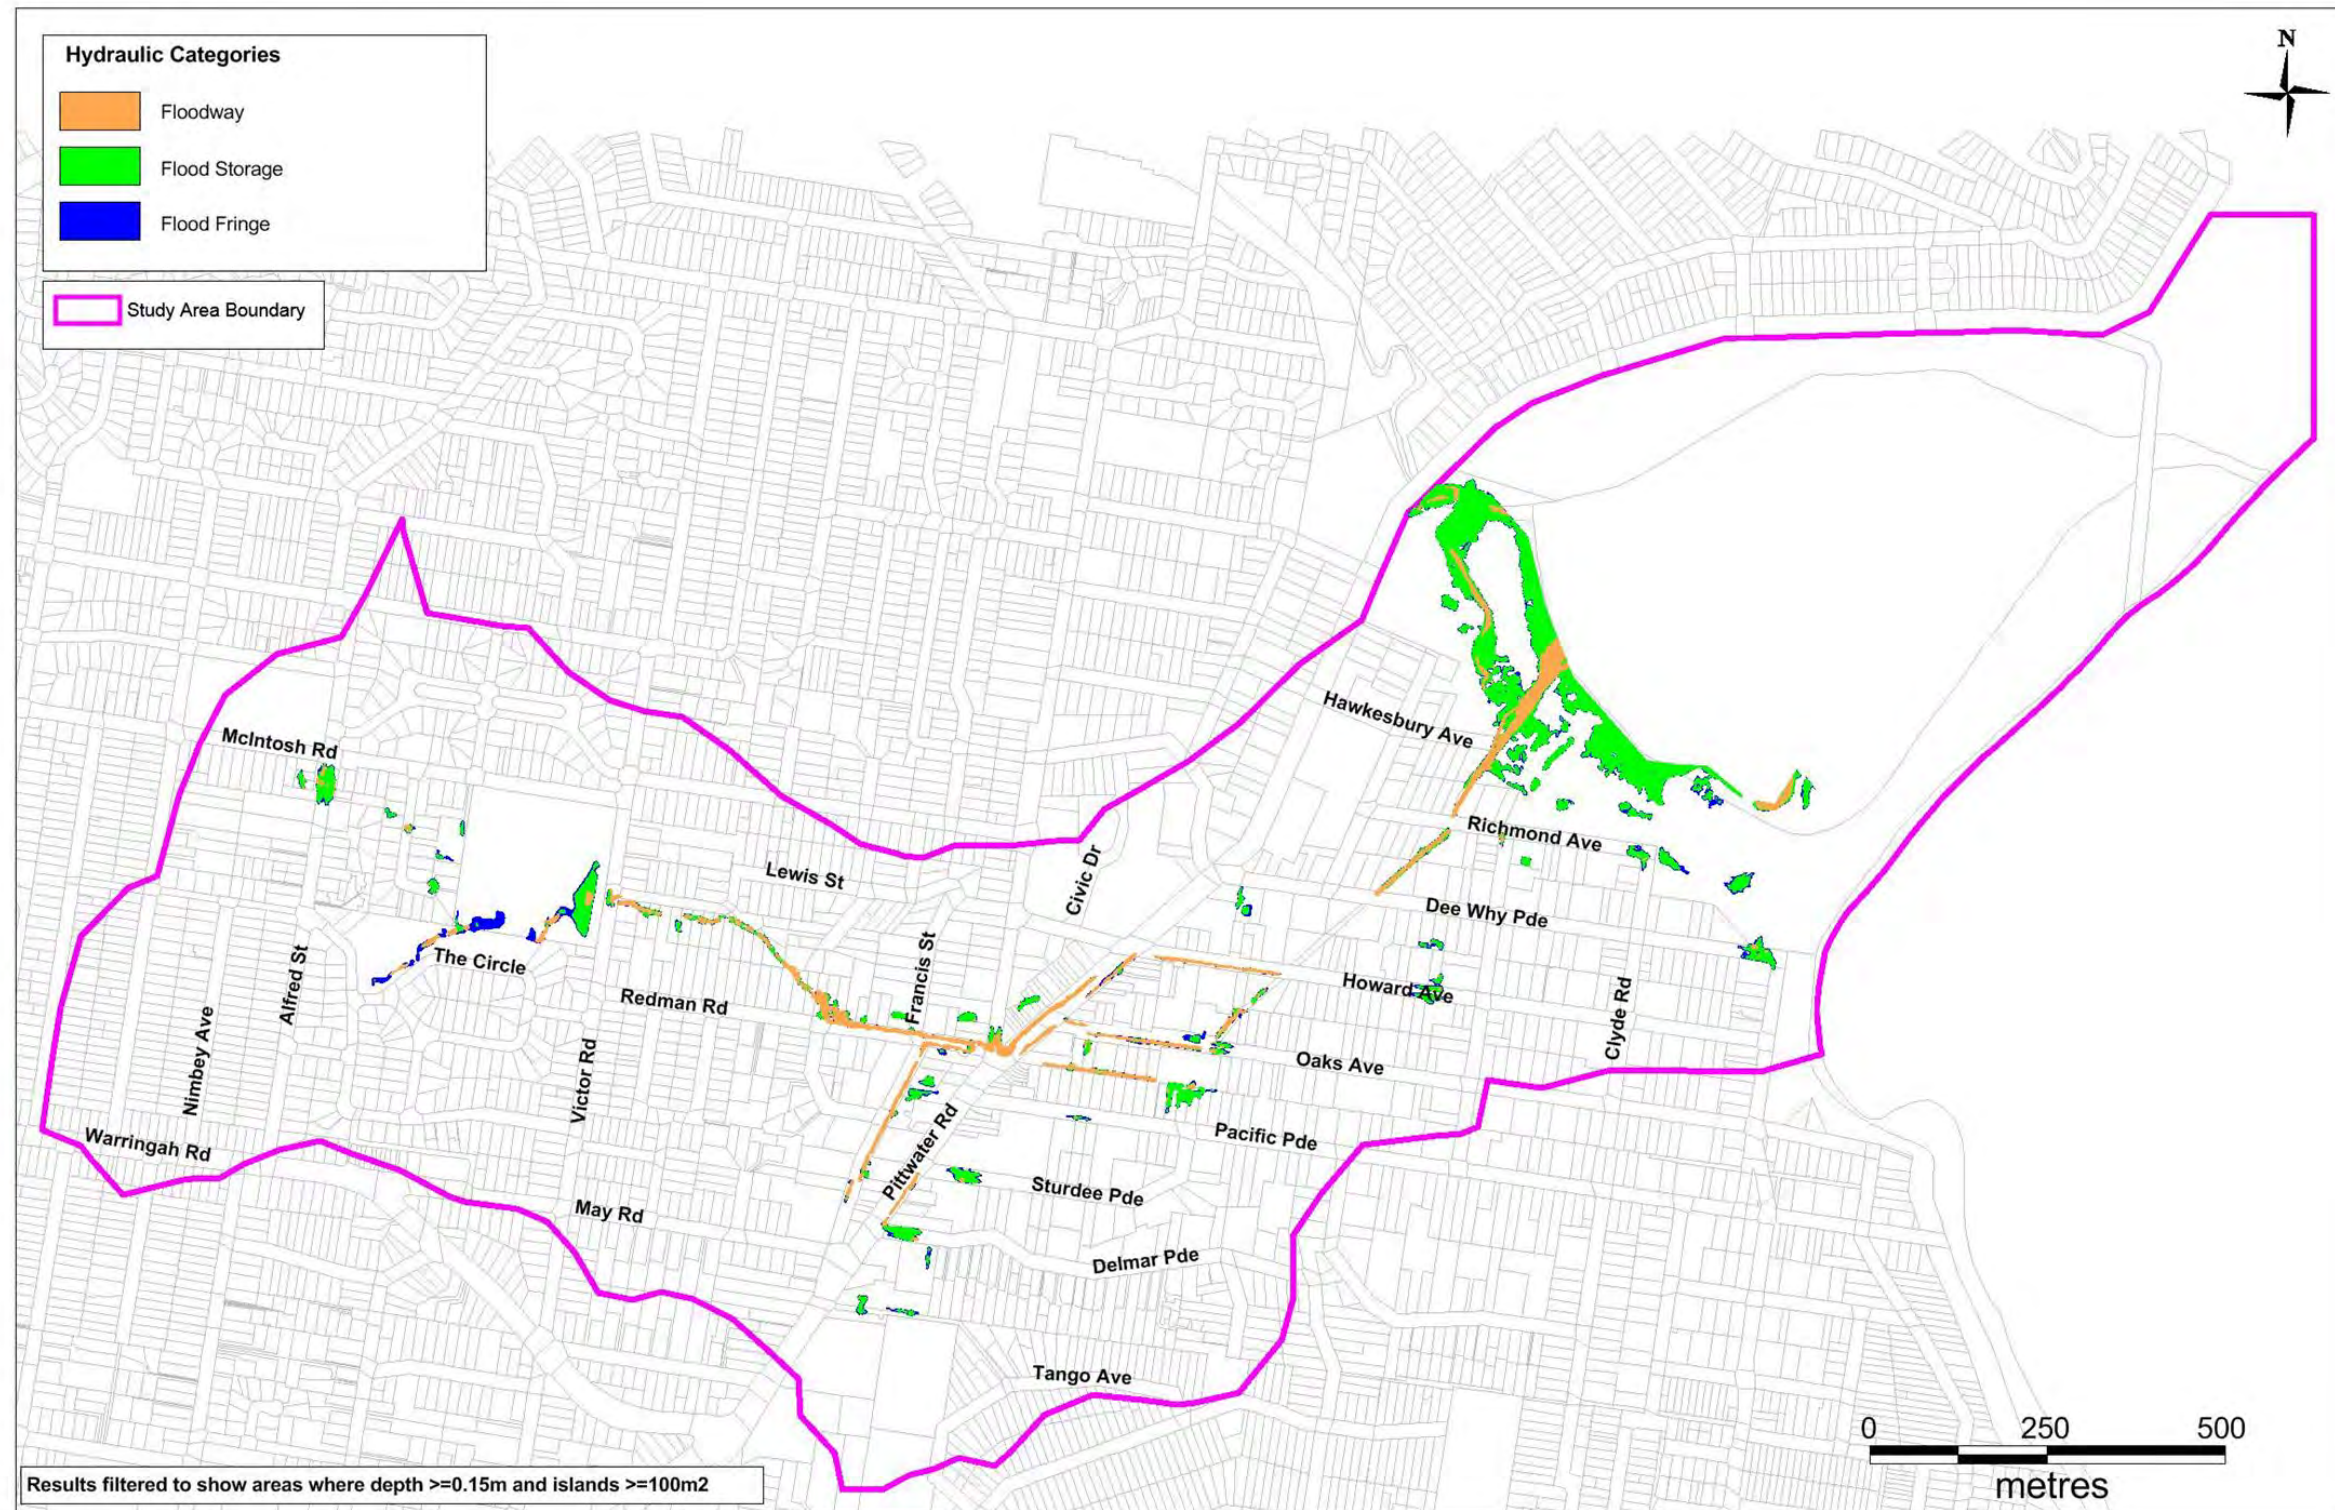 Hydraulic Categories
Floodway
Flood Storage
Flood Fringe
Study Area Boundary
N
McIntosh Rd
Hawkesbury Ave
Richmond Ave
Lewis St
Civic Dr
Dee Why Pde
The Circle
Alfred St
Francis St
Redman Rd
Howard Ave
Clyde Rd
Nimbey Ave
Victor Rd
Oaks Ave
Pittwater Rd
Pacific Pde
Warringah Rd
Sturdee Pde
May Rd
Delmar Pde
Tango Ave
0 250 500
metres
Results filtered to show areas where depth >=0.15m and islands >=100m2